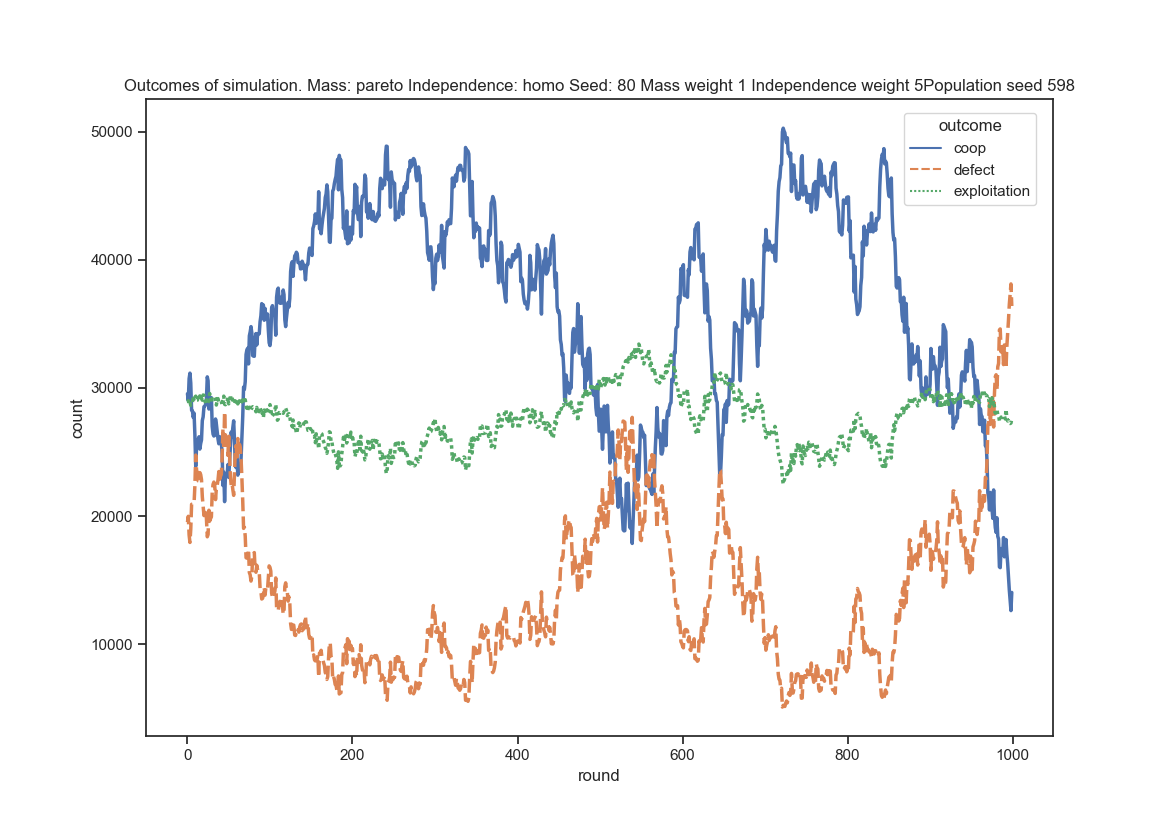 Outcomes of simulation. Mass: pareto Independence: homo Seed: 80 Mass weight 1 Independence weight 5Population seed 598
outcome
coop
defect
exploitation
50000
40000
30000
20000
10000
count
0 200 400 600 800 1000
round